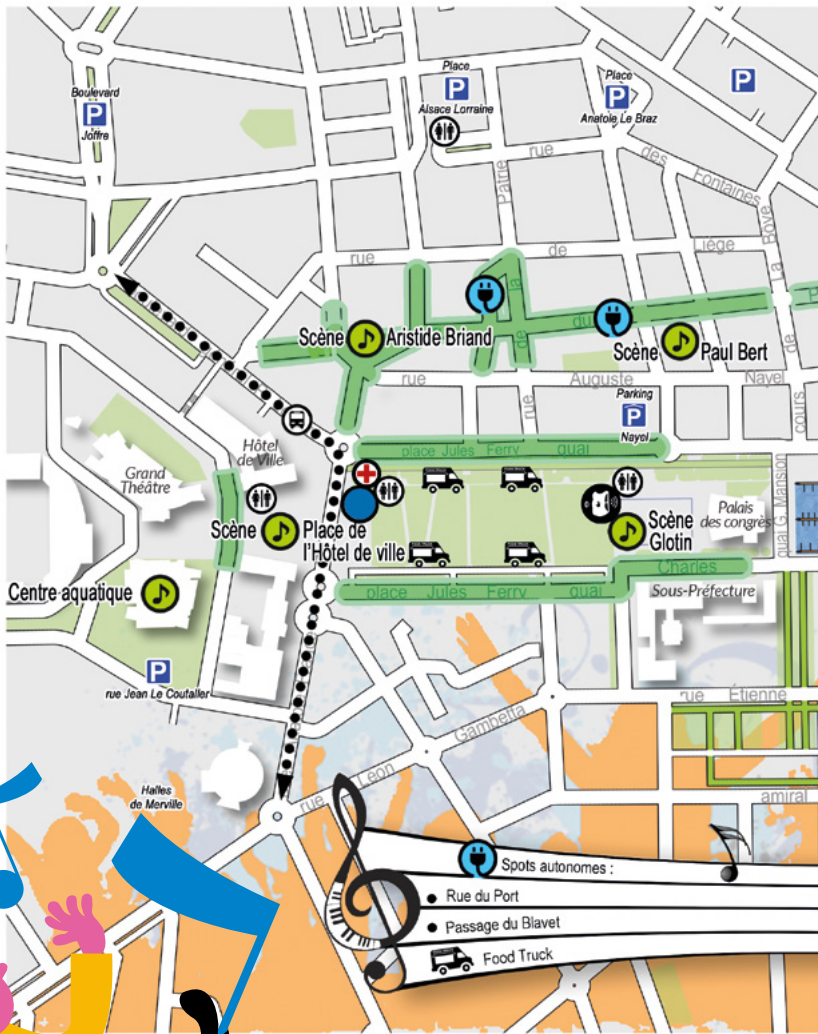 Place
P
Alsace Lorraine
Place
P
Anatole Le Braz
P
Boulevard
P
Joffre
rue
des
Fontaines
Patrie
La Bove
rue
de
Liège
la
du
P
de
Scène
Aristide Briand
Scène
Paul Bert
rue
Auguste
Nayel
rue
de
cours
Parking
P
Nayel
Hôtel
de Ville
place Jules Ferry quai
Grand
Théâtre
Scène
Place de
l'Hôtel de ville
Scène
Glotin
Palais
des congrès
quai G. Mansion
Charles
Centre aquatique
place Jules Ferry quai
Sous-Préfecture
P
rue Jean Le Coutaller
rue Étienne
Gambetta
Léon
rue
amiral
Halles
de Merville
Spots autonomes :
• Rue du Port
• Passage du Blavet
Food Truck